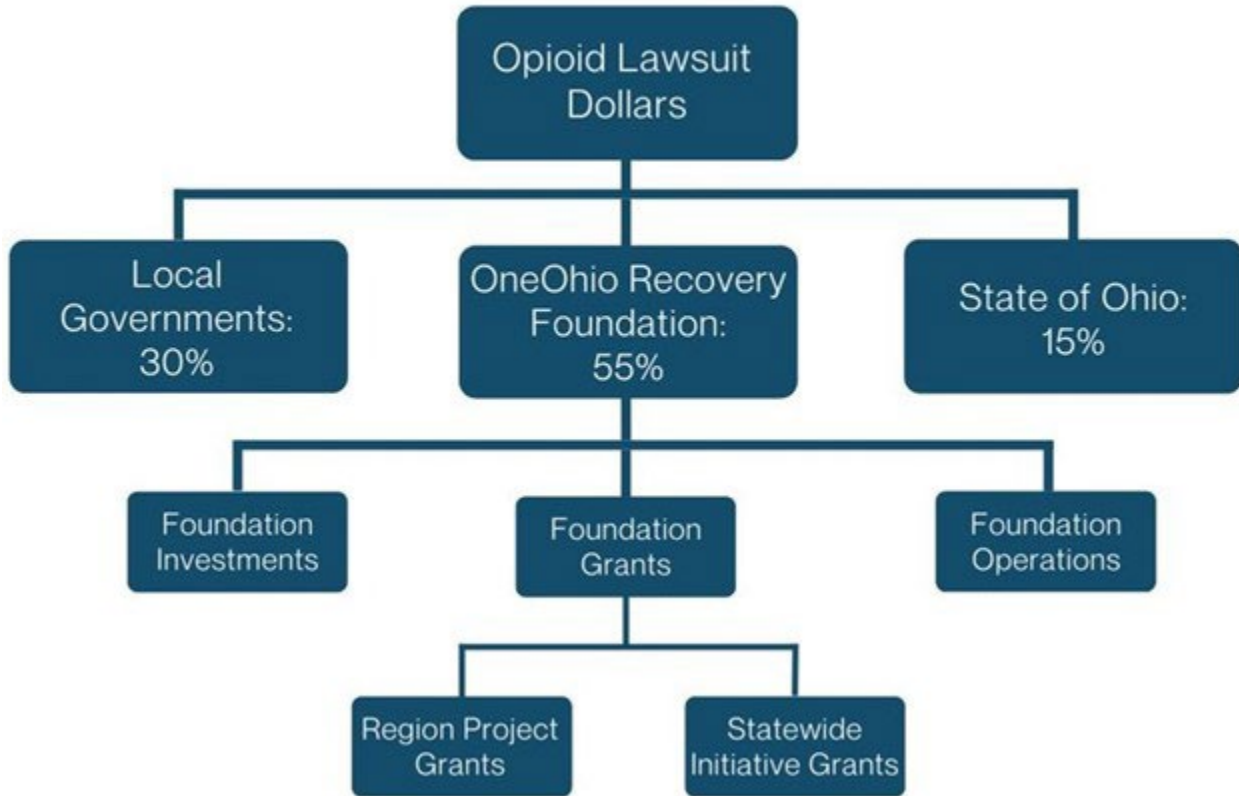 Opioid Lawsuit
Dollars
Local
Governments:
30%
OneOhio Recovery
Foundation:
55%
State of Ohio:
15%
Foundation
Investments
Foundation
Grants
Foundation
Operations
Region Project
Grants
Statewide
Initiative Grants